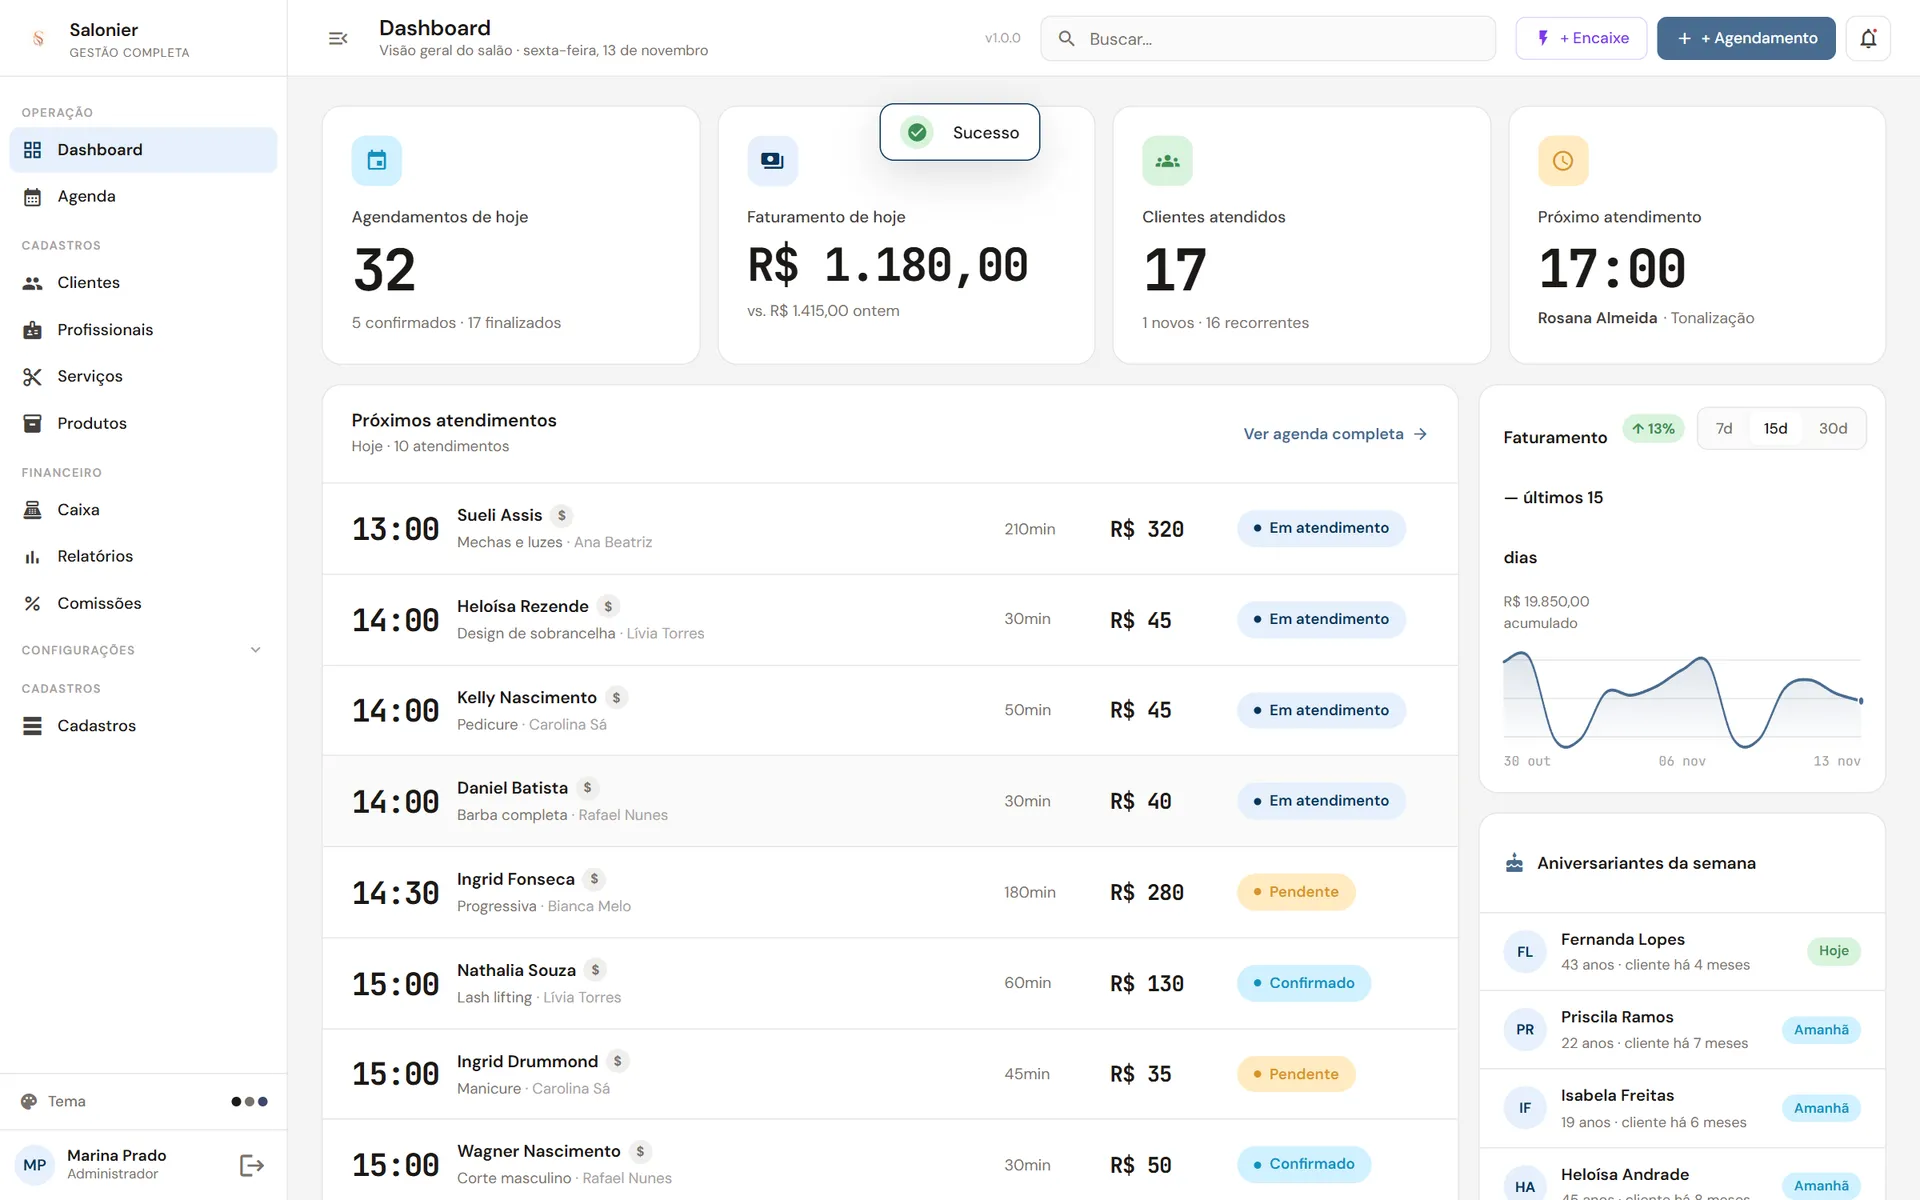 Salonier
GESTÃO COMPLETA
OPERAÇÃO
Dashboard
Agenda
CADASTROS
Clientes
Profissionais
Serviços
Produtos
FINANCEIRO
Caixa
Relatórios
Comissões
CONFIGURAÇÕES
CADASTROS
Cadastros
Tema
MP
Marina Prado
Administrador
Dashboard
Visão geral do salão · sexta-feira, 13 de novembro
v1.0.0
Buscar...
+ Encaixe
+ + Agendamento
Sucesso
Agendamentos de hoje
32
5 confirmados · 17 finalizados
Faturamento de hoje
R$ 1.180,00
vs. R$ 1.415,00 ontem
Clientes atendidos
17
1 novos · 16 recorrentes
Próximo atendimento
17:00
Rosana Almeida · Tonalização
Próximos atendimentos
Hoje · 10 atendimentos
Ver agenda completa →
13:00 Sueli Assis $ 210min R$ 320 Em atendimento
Mechas e luzes · Ana Beatriz
14:00 Heloísa Rezende $ 30min R$ 45 Em atendimento
Design de sobrancelha · Lívia Torres
14:00 Kelly Nascimento $ 50min R$ 45 Em atendimento
Pedicure · Carolina Sá
14:00 Daniel Batista $ 30min R$ 40 Em atendimento
Barba completa · Rafael Nunes
14:30 Ingrid Fonseca $ 180min R$ 280 Pendente
Progressiva · Bianca Melo
15:00 Nathalia Souza $ 60min R$ 130 Confirmado
Lash lifting · Lívia Torres
15:00 Ingrid Drummond $ 45min R$ 35 Pendente
Manicure · Carolina Sá
15:00 Wagner Nascimento $ 30min R$ 50 Confirmado
Corte masculino · Rafael Nunes
Faturamento ↑ 13% 7d 15d 30d
— últimos 15
dias
R$ 19.850,00
acumulado
30 out 06 nov 13 nov
Aniversariantes da semana
FL Fernanda Lopes Hoje
43 anos · cliente há 4 meses
PR Priscila Ramos Amanhã
22 anos · cliente há 7 meses
IF Isabela Freitas Amanhã
19 anos · cliente há 6 meses
HA Heloísa Andrade Amanhã
45 anos · cliente há 8 meses